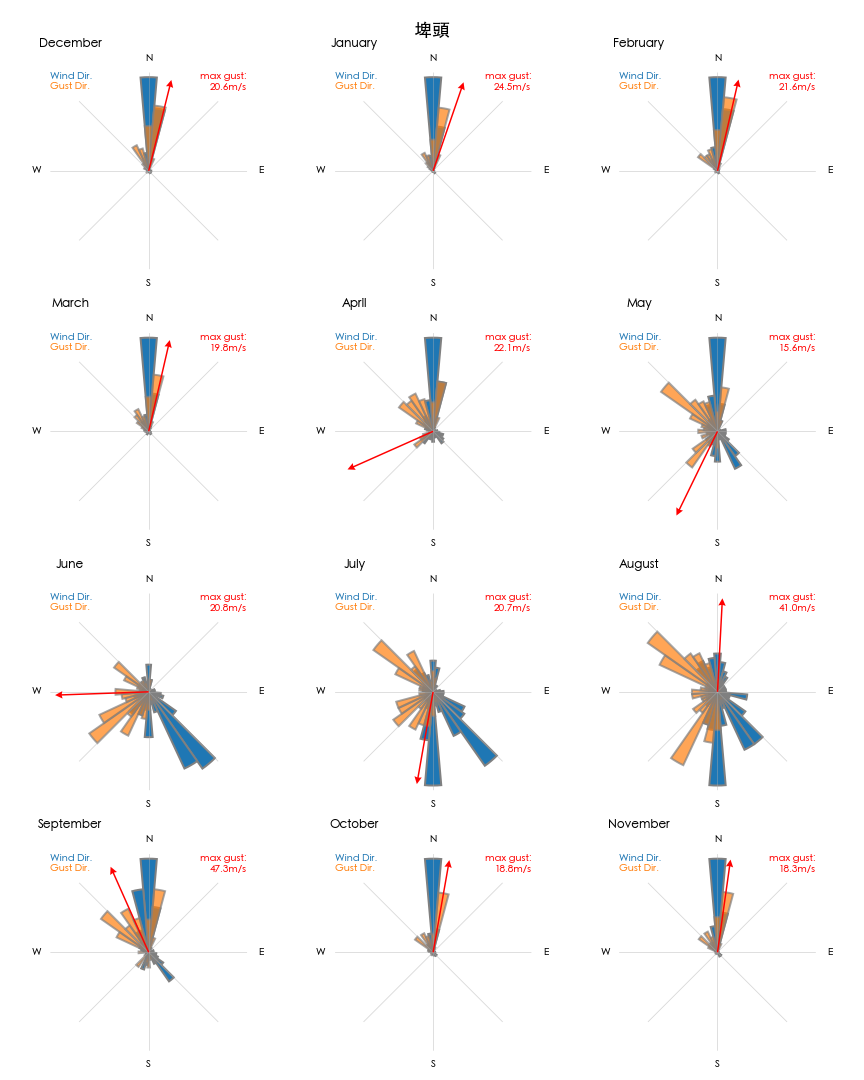 埤頭
December
N
Wind Dir.
Gust Dir.
max gust:
20.6m/s
W
E
S
January
N
Wind Dir.
Gust Dir.
max gust:
24.5m/s
W
E
S
February
N
Wind Dir.
Gust Dir.
max gust:
21.6m/s
W
E
S
March
N
Wind Dir.
Gust Dir.
max gust:
19.8m/s
W
E
S
April
N
Wind Dir.
Gust Dir.
max gust:
22.1m/s
W
E
S
May
N
Wind Dir.
Gust Dir.
max gust:
15.6m/s
W
E
S
June
N
Wind Dir.
Gust Dir.
max gust:
20.8m/s
W
E
S
July
N
Wind Dir.
Gust Dir.
max gust:
20.7m/s
W
E
S
August
N
Wind Dir.
Gust Dir.
max gust:
41.0m/s
W
E
S
September
N
Wind Dir.
Gust Dir.
max gust:
47.3m/s
W
E
S
October
N
Wind Dir.
Gust Dir.
max gust:
18.8m/s
W
E
S
November
N
Wind Dir.
Gust Dir.
max gust:
18.3m/s
W
E
S